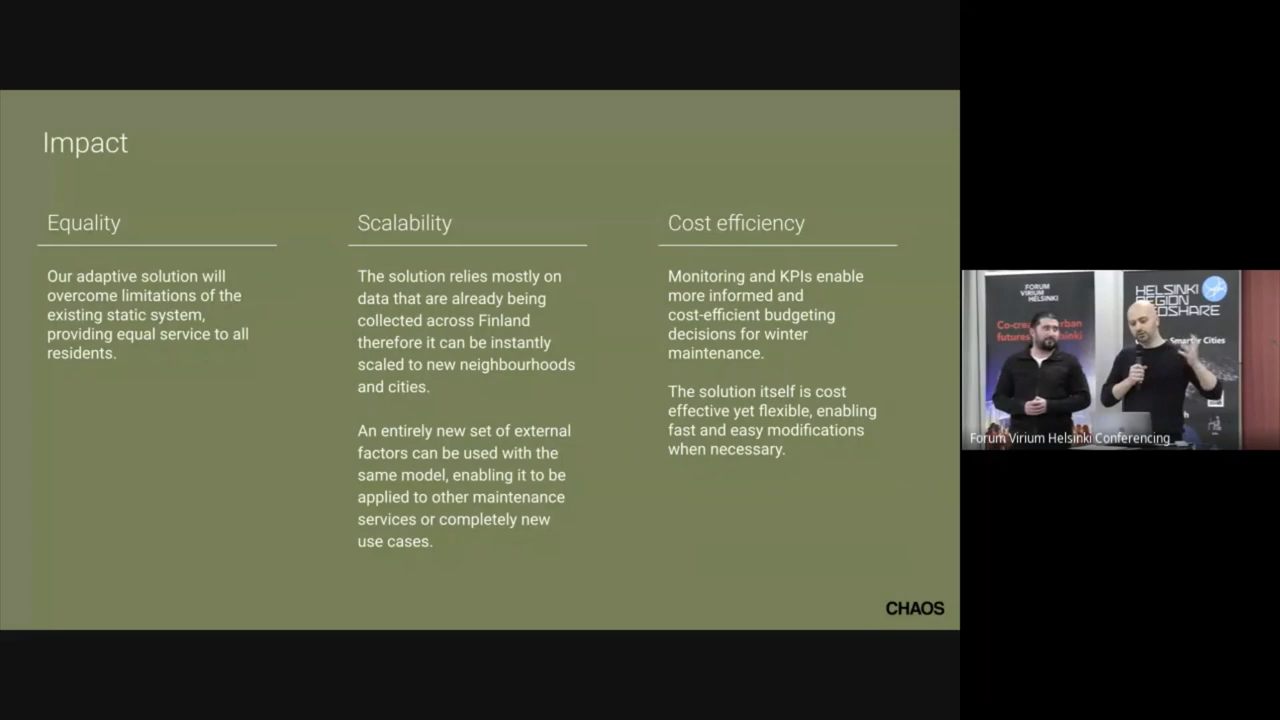 Impact
Equality
Our adaptive solution will
overcome limitations of the
existing static system,
providing equal service to all
residents.
Scalability
The solution relies mostly on
data that are already being
collected across Finland
therefore it can be instantly
scaled to new neighbourhoods
and cities.
An entirely new set of external
factors can be used with the
same model, enabling it to be
applied to other maintenance
services or completely new
use cases.
Cost efficiency
Monitoring and KPIs enable
more informed and
cost-efficient budgeting
decisions for winter
maintenance.
The solution itself is cost
effective yet flexible, enabling
fast and easy modifications
when necessary.
CHAOS
FORUM
VIRIUM
HELSINKI
HELSINKI
REGION
Cities
Forum Virium Helsinki Conferencing